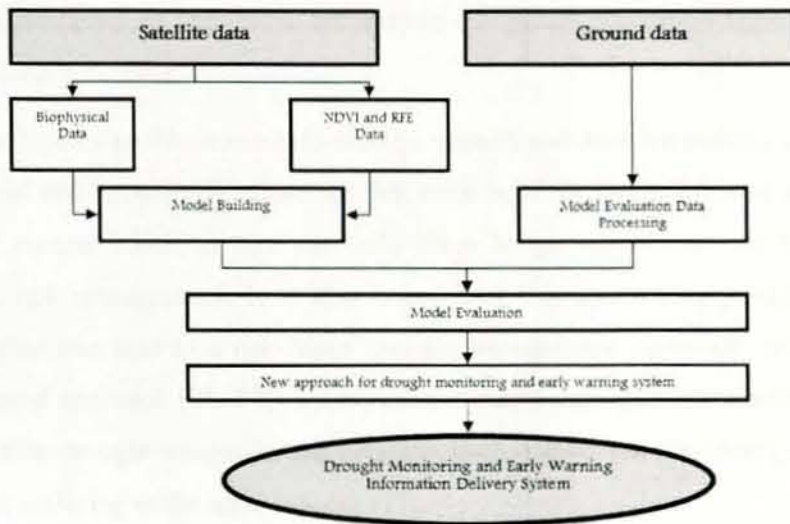 Satellite data
Ground data
Biophysical
Data
NDVI and RFE
Data
Model Building
Model Evaluation Data
Processing
Model Evaluation
New approach for drought monitoring and early warning system
Drought Monitoring and Early Warning
Information Delivery System